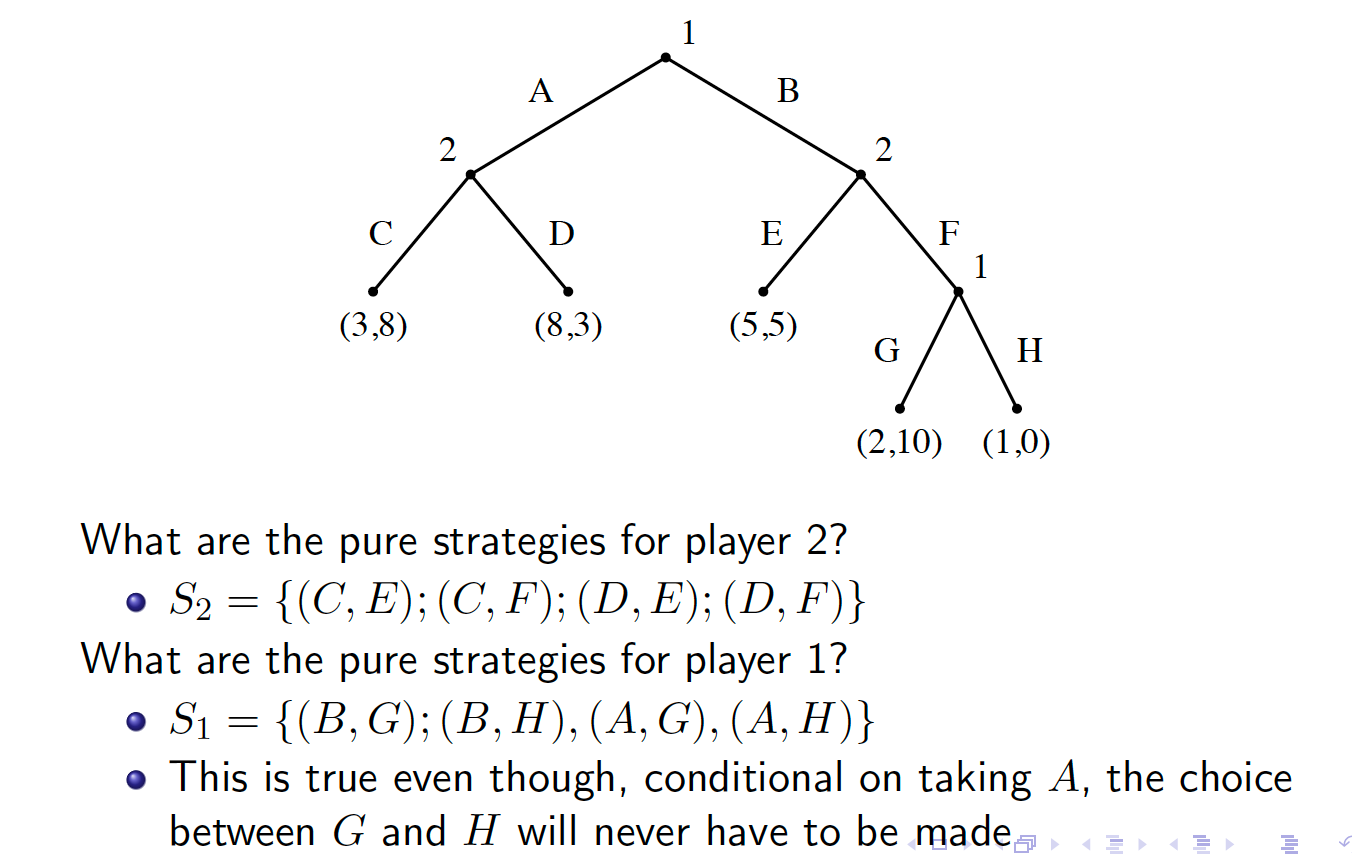 1
A B
2 2
C D E F
1
(3,8) (8,3) (5,5)
G H
(2,10) (1,0)
What are the pure strategies for player 2?
S₂ = {(C, E); (C, F); (D, E); (D, F)}
What are the pure strategies for player 1?
S₁ = {(B, G); (B, H), (A, G), (A, H)}
This is true even though, conditional on taking A, the choice
between G and H will never have to be made